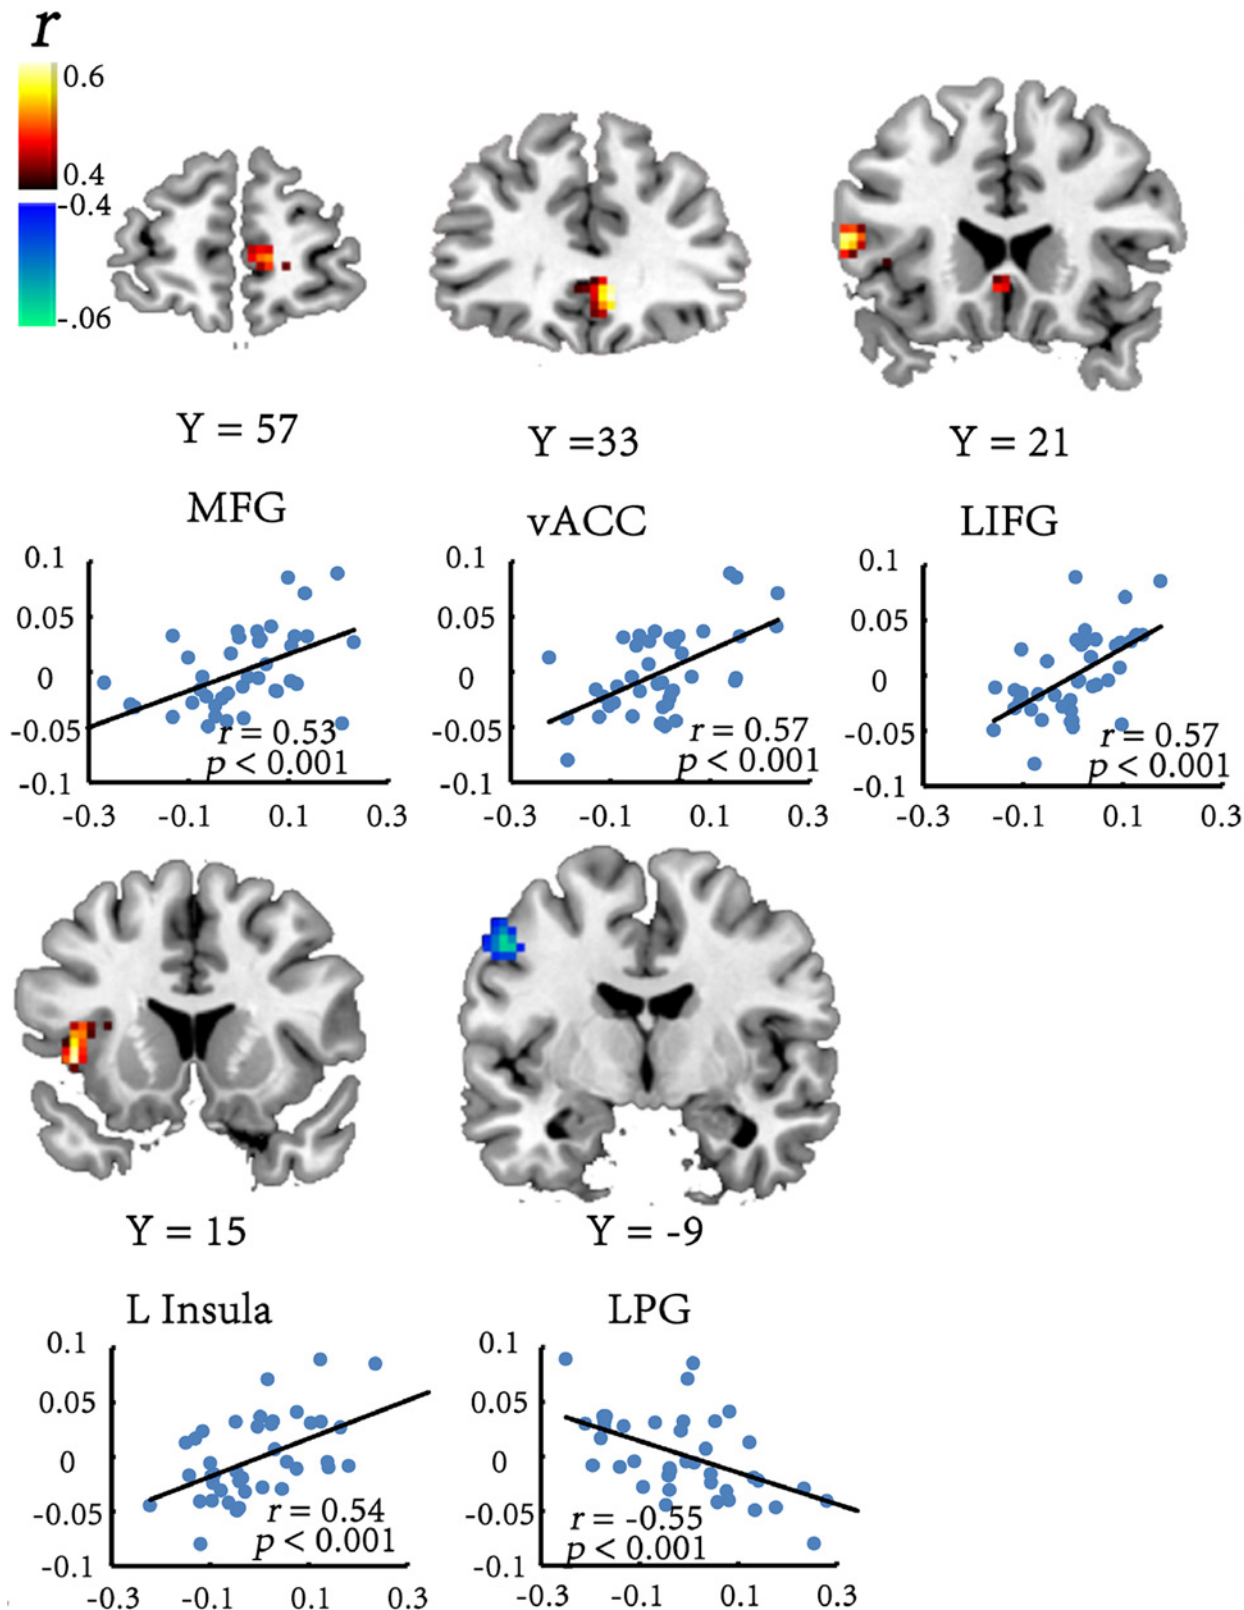 r
0.6
0.4
-0.4
-.06
Y = 57
Y =33
Y = 21
MFG
vACC
LIFG
0.1
0.05
0
-0.05
-0.1
r = 0.53
p < 0.001
-0.3
-0.1
0.1
0.3
0.1
0.05
0
-0.05
-0.1
r = 0.57
p < 0.001
-0.3
-0.1
0.1
0.3
0.1
0.05
0
-0.05
-0.1
r = 0.57
p < 0.001
-0.3
-0.1
0.1
0.3
Y = 15
Y = -9
L Insula
LPG
0.1
0.05
0
-0.05
-0.1
r = 0.54
p < 0.001
-0.3
-0.1
0.1
0.3
0.1
0.05
0
-0.05
-0.1
r = -0.55
p < 0.001
-0.3
-0.1
0.1
0.3